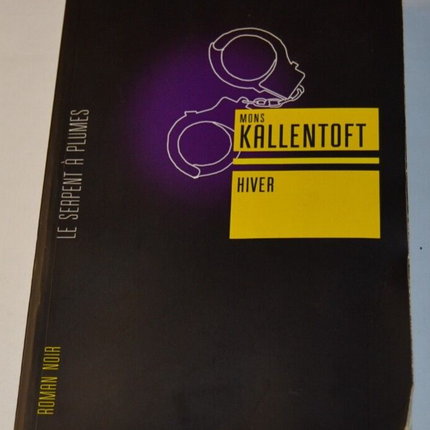 MONS
KALLENTOFT
HIVER
LE SERPENT À PLUMES
ROMAN NOIR